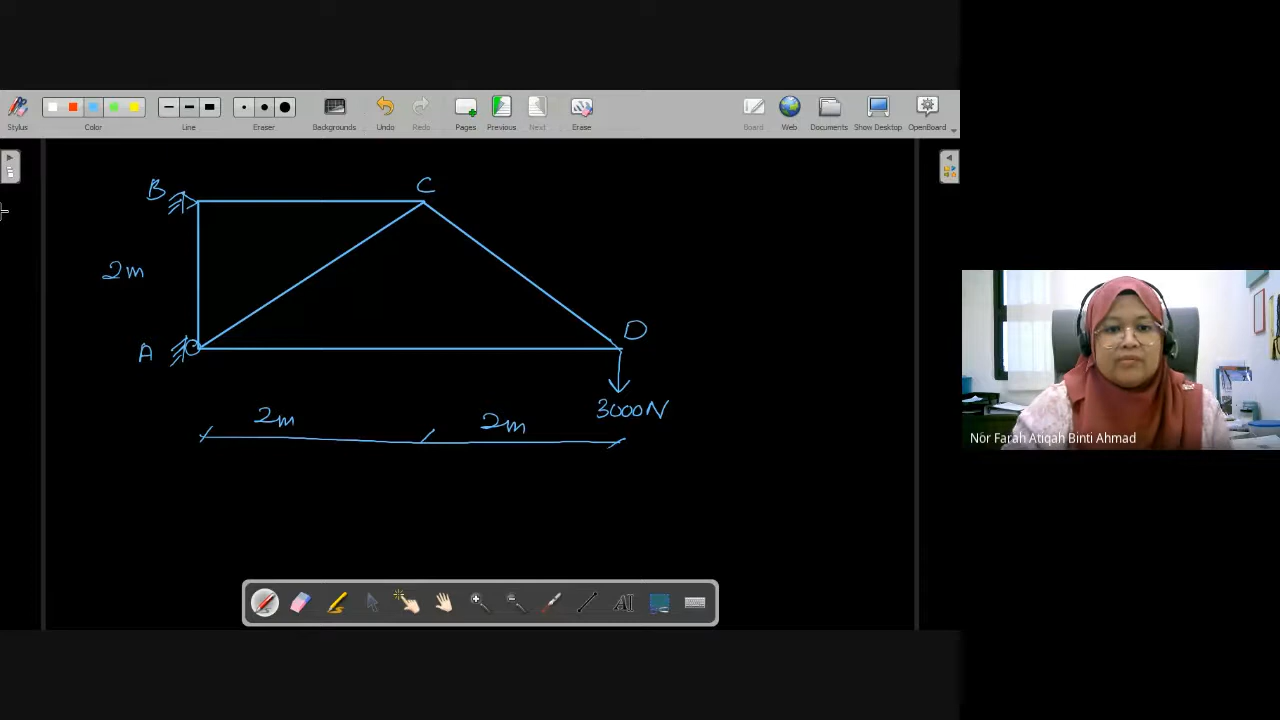 Stylus
Color
Line
Eraser
Backgrounds
Undo
Redo
Pages
Previous
Next
Erase
Board
Web
Documents
Show Desktop
OpenBoard
B
C
2m
A
D
3000N
2m
2m
AI
Nor Farah Atiqah Binti Ahmad